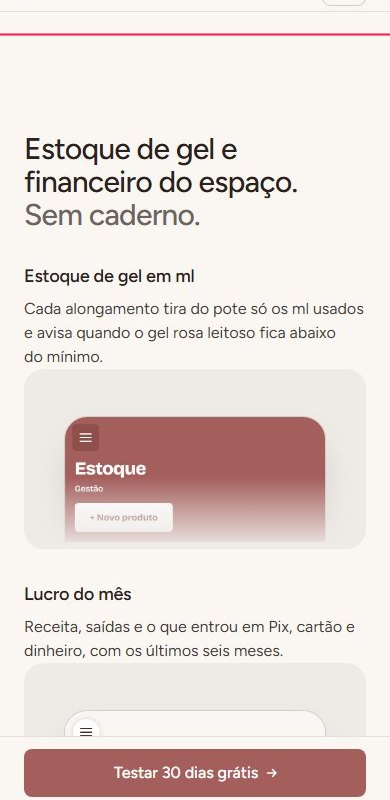 Estoque de gel e
financeiro do espaço.
Sem caderno.
Estoque de gel em ml
Cada alongamento tira do pote só os ml usados
e avisa quando o gel rosa leitoso fica abaixo
do mínimo.
Estoque
Gestão
+ Novo produto
Lucro do mês
Receita, saídas e o que entrou em Pix, cartão e
dinheiro, com os últimos seis meses.
Testar 30 dias grátis →